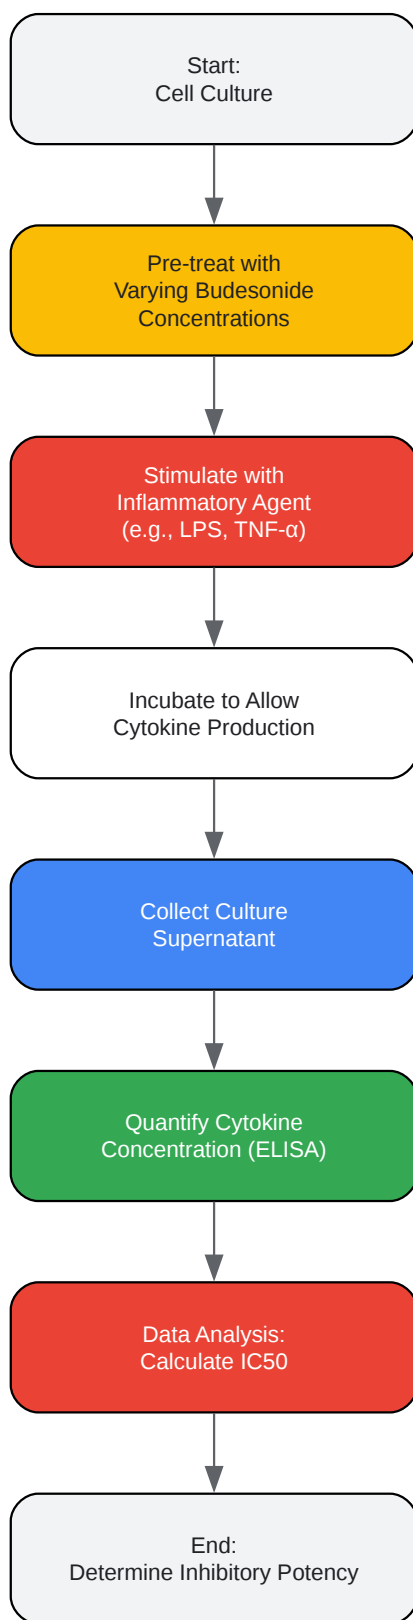 Start:
Cell Culture
Pre-treat with
Varying Budesonide
Concentrations
Stimulate with
Inflammatory Agent
(e.g., LPS, TNF-α)
Incubate to Allow
Cytokine Production
Collect Culture
Supernatant
Quantify Cytokine
Concentration (ELISA)
Data Analysis:
Calculate IC50
End:
Determine Inhibitory Potency